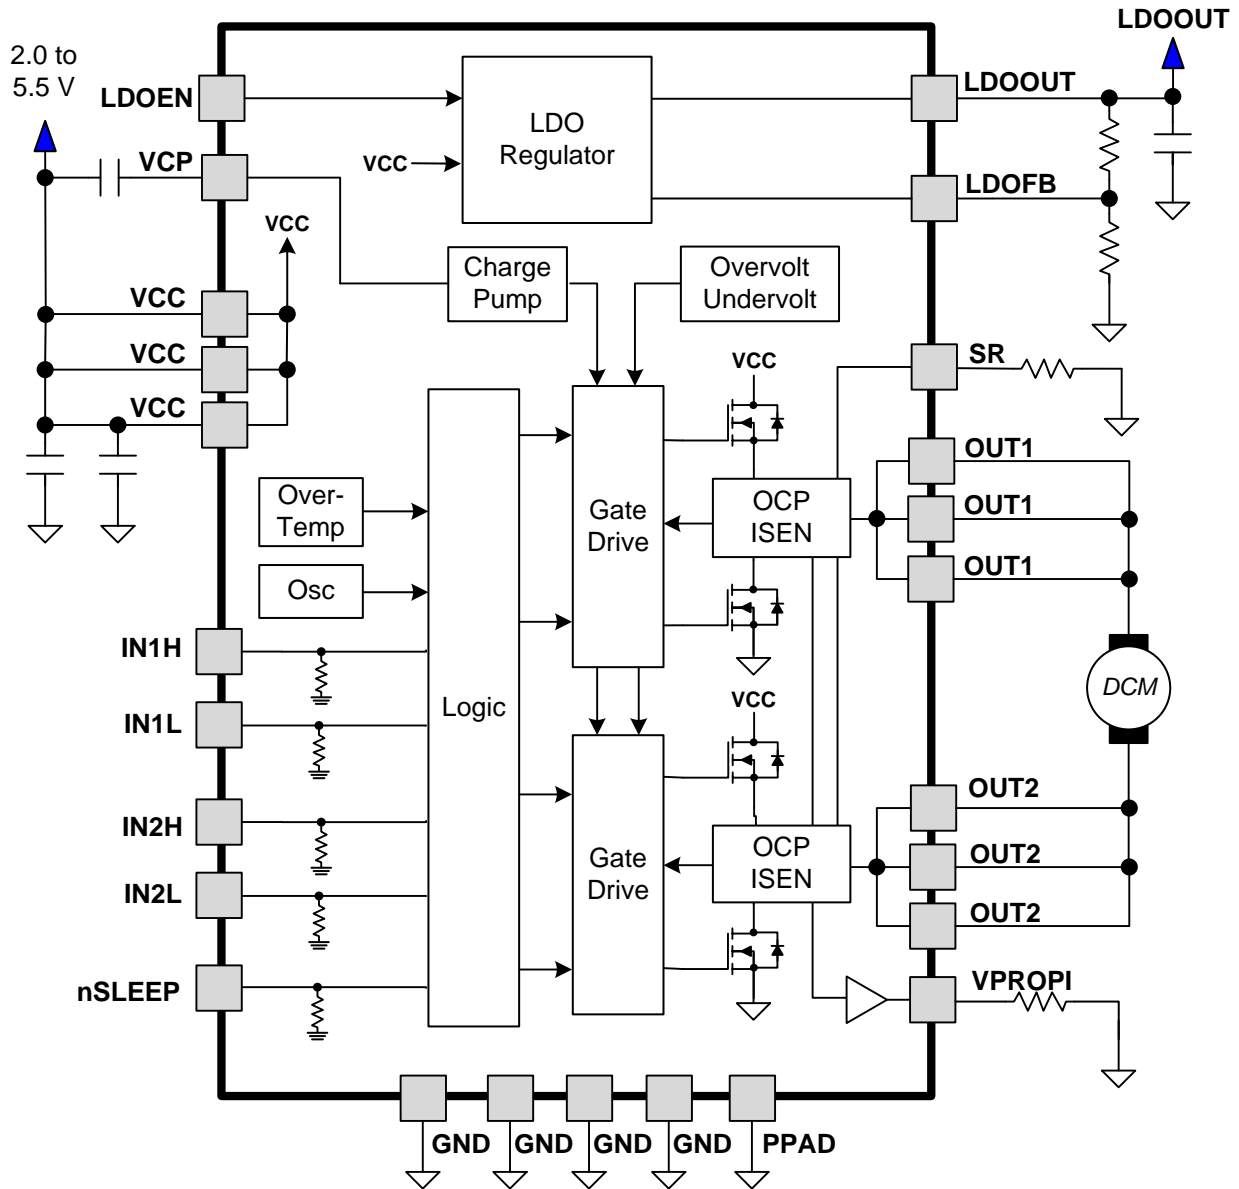 LDOOUT
2.0 to
5.5 V
LDOEN
LDO
Regulator
LDOOUT
VCP
VCC
LDOFB
VCC
Charge
Pump
Overvolt
Undervolt
VCC
VCC
VCC
VCC
SR
OUT1
Over-
Temp
Gate
Drive
OCP
ISEN
OUT1
OUT1
Osc
IN1H
IN1L
Logic
VCC
DCM
IN2H
IN2L
Gate
Drive
OCP
ISEN
OUT2
OUT2
OUT2
nSLEEP
VPROPI
GND
GND
GND
GND
PPAD